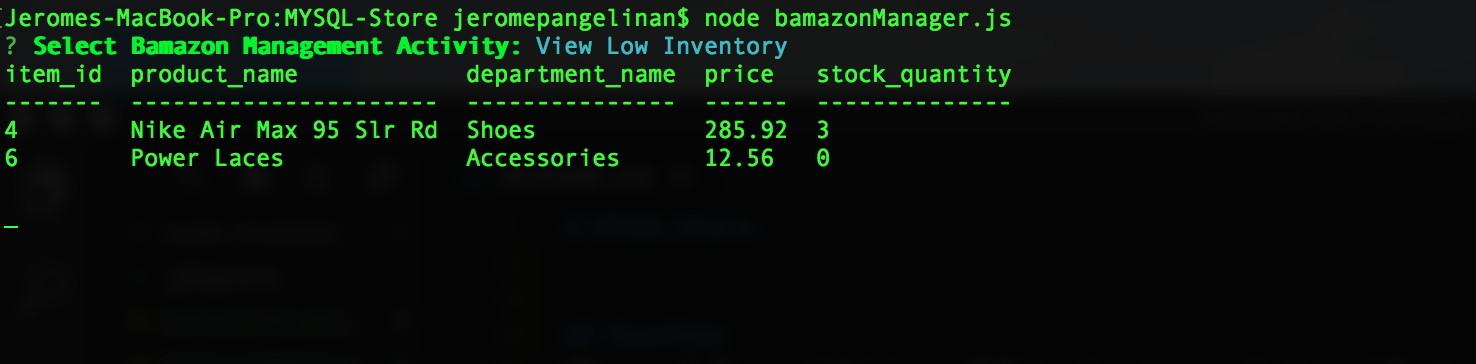 Jeromes-MacBook-Pro:MYSQL-Store jeromepangelinan$ node bamazonManager.js
? Select Bamazon Management Activity: View Low Inventory
item_id  product_name            department_name  price   stock_quantity
-------  ----------------------  ---------------  ------  --------------
4        Nike Air Max 95 Slr Rd  Shoes            285.92  3
6        Power Laces             Accessories      12.56   0